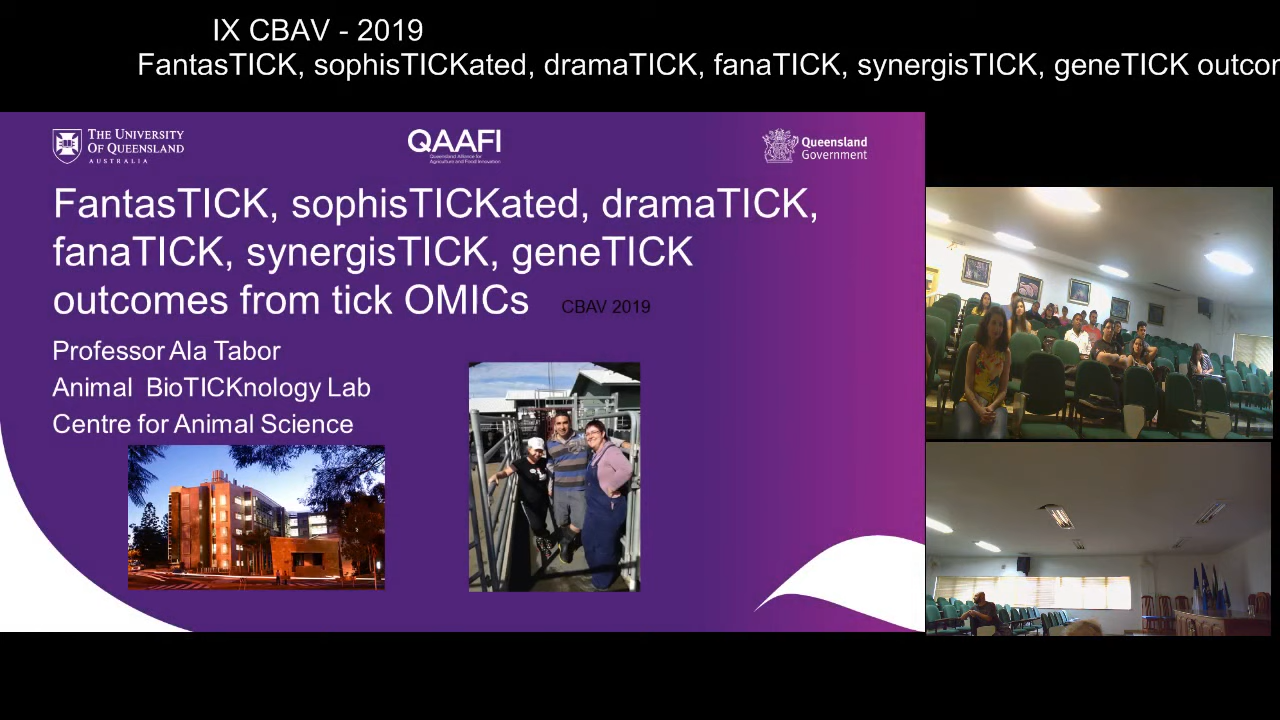 IX CBAV - 2019
FantasTICK, sophisTICKated, dramaTICK, fanaTICK, synergisTICK, geneTICK outcor
THE UNIVERSITY
OF QUEENSLAND
AUSTRALIA
QAAFI
Queensland Alliance for
Agriculture and Food Innovation
Queensland
Government
FantasTICK, sophisTICKated, dramaTICK,
fanaTICK, synergisTICK, geneTICK
outcomes from tick OMICs CBAV 2019
Professor Ala Tabor
Animal BioTICKnology Lab
Centre for Animal Science